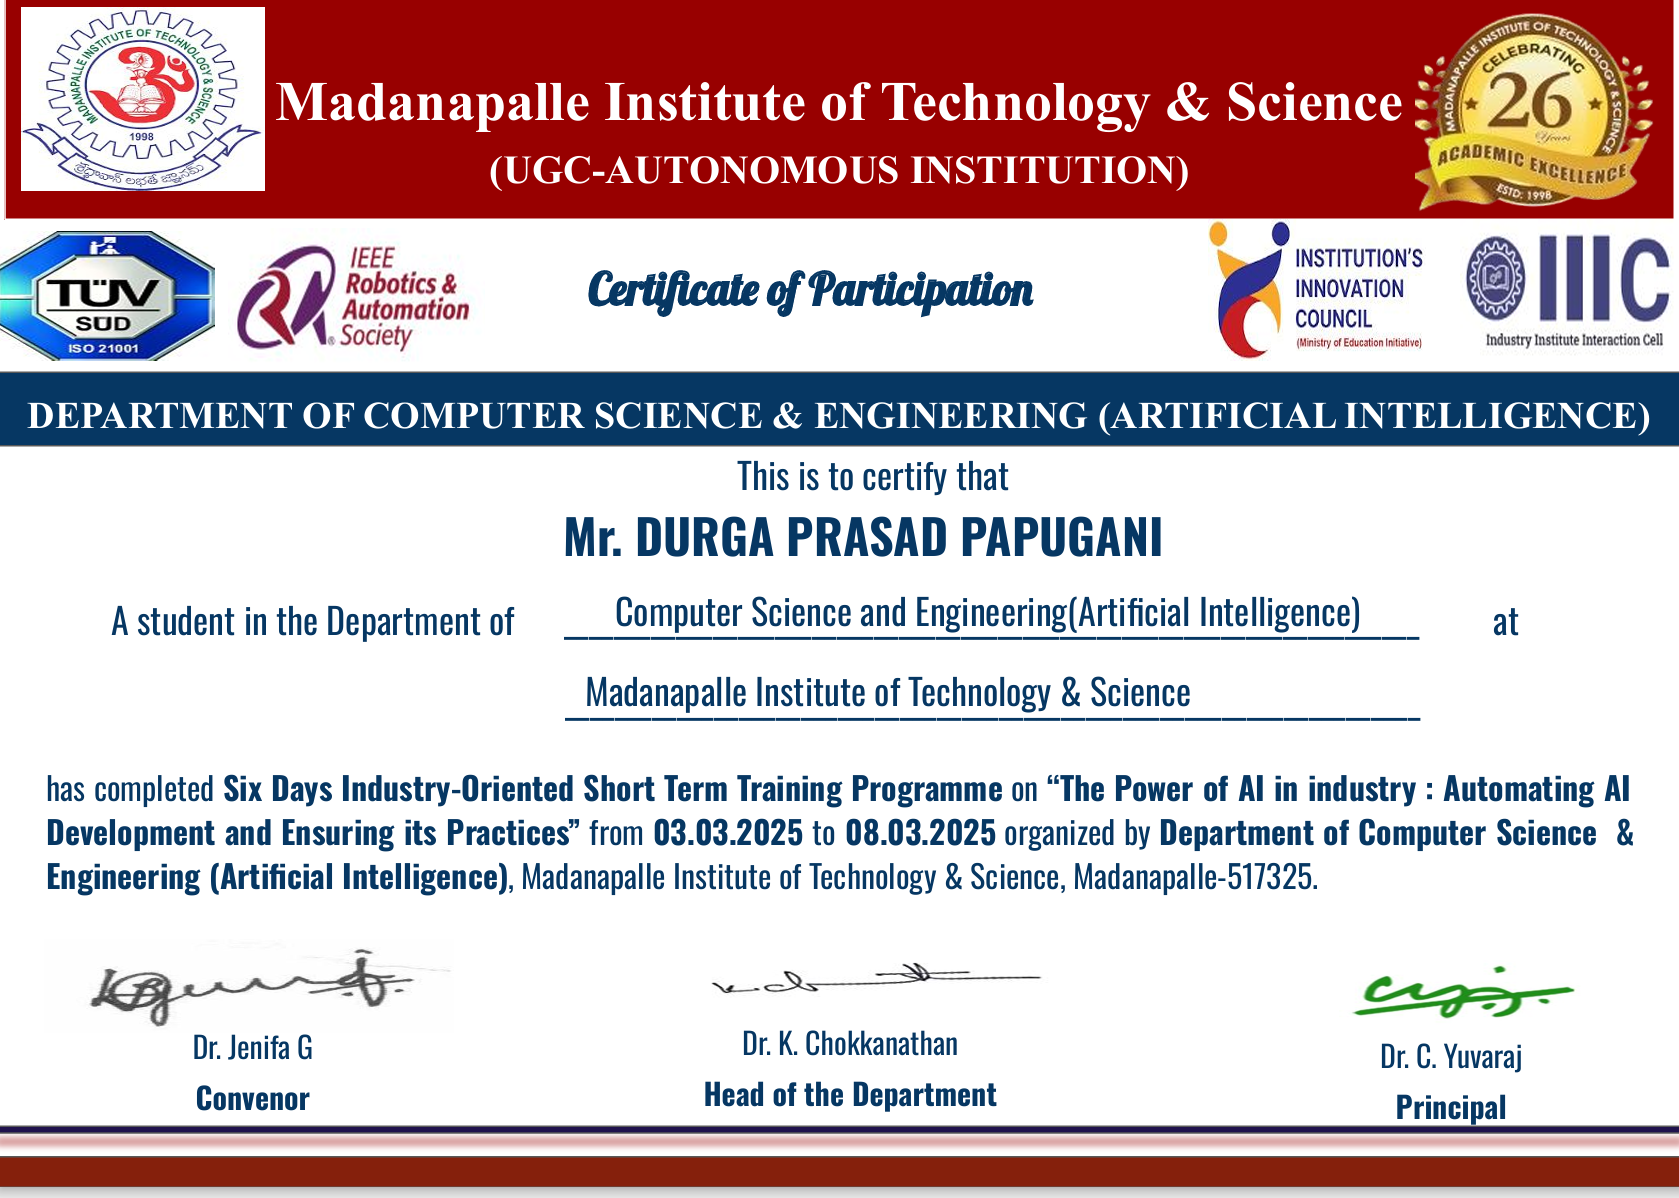 MADANAPALLE INSTITUTE OF TECHNOLOGY & SCIENCE
1998
శ్రద్ధావాన్ లభతే జ్ఞానమ్
Madanapalle Institute of Technology & Science
(UGC-AUTONOMOUS INSTITUTION)
MADANAPALLE INSTITUTE OF TECHNOLOGY & SCIENCE
CELEBRATING
26
Years
ACADEMIC EXCELLENCE
ESTD: 1998
TÜV
SÜD
ISO 21001
IEEE
Robotics &
Automation
Society
Certificate of Participation
INSTITUTION'S
INNOVATION
COUNCIL
(Ministry of Education Initiative)
IIIC
Industry Institute Interaction Cell
DEPARTMENT OF COMPUTER SCIENCE & ENGINEERING (ARTIFICIAL INTELLIGENCE)
This is to certify that
Mr. DURGA PRASAD PAPUGANI
A student in the Department of Computer Science and Engineering(Artificial Intelligence) at
Madanapalle Institute of Technology & Science
has completed Six Days Industry-Oriented Short Term Training Programme on “The Power of AI in industry : Automating AI
Development and Ensuring its Practices” from 03.03.2025 to 08.03.2025 organized by Department of Computer Science &
Engineering (Artificial Intelligence), Madanapalle Institute of Technology & Science, Madanapalle-517325.
Dr. Jenifa G
Convenor
Dr. K. Chokkanathan
Head of the Department
Dr. C. Yuvaraj
Principal